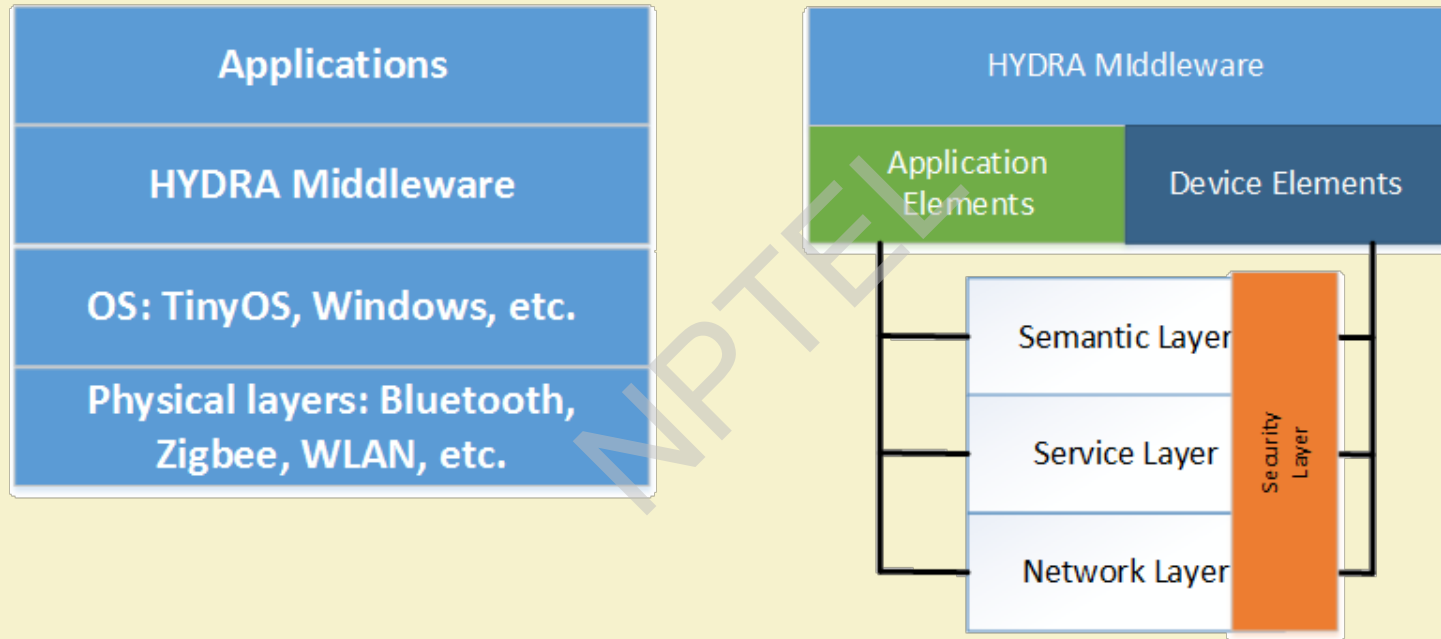 Applications
HYDRA Middleware
OS: TinyOS, Windows, etc.
Physical layers: Bluetooth,
Zigbee, WLAN, etc.
HYDRA MIddleware
Application
Elements
Device Elements
Semantic Layer
Service Layer
Network Layer
Security
Layer
NPTEL